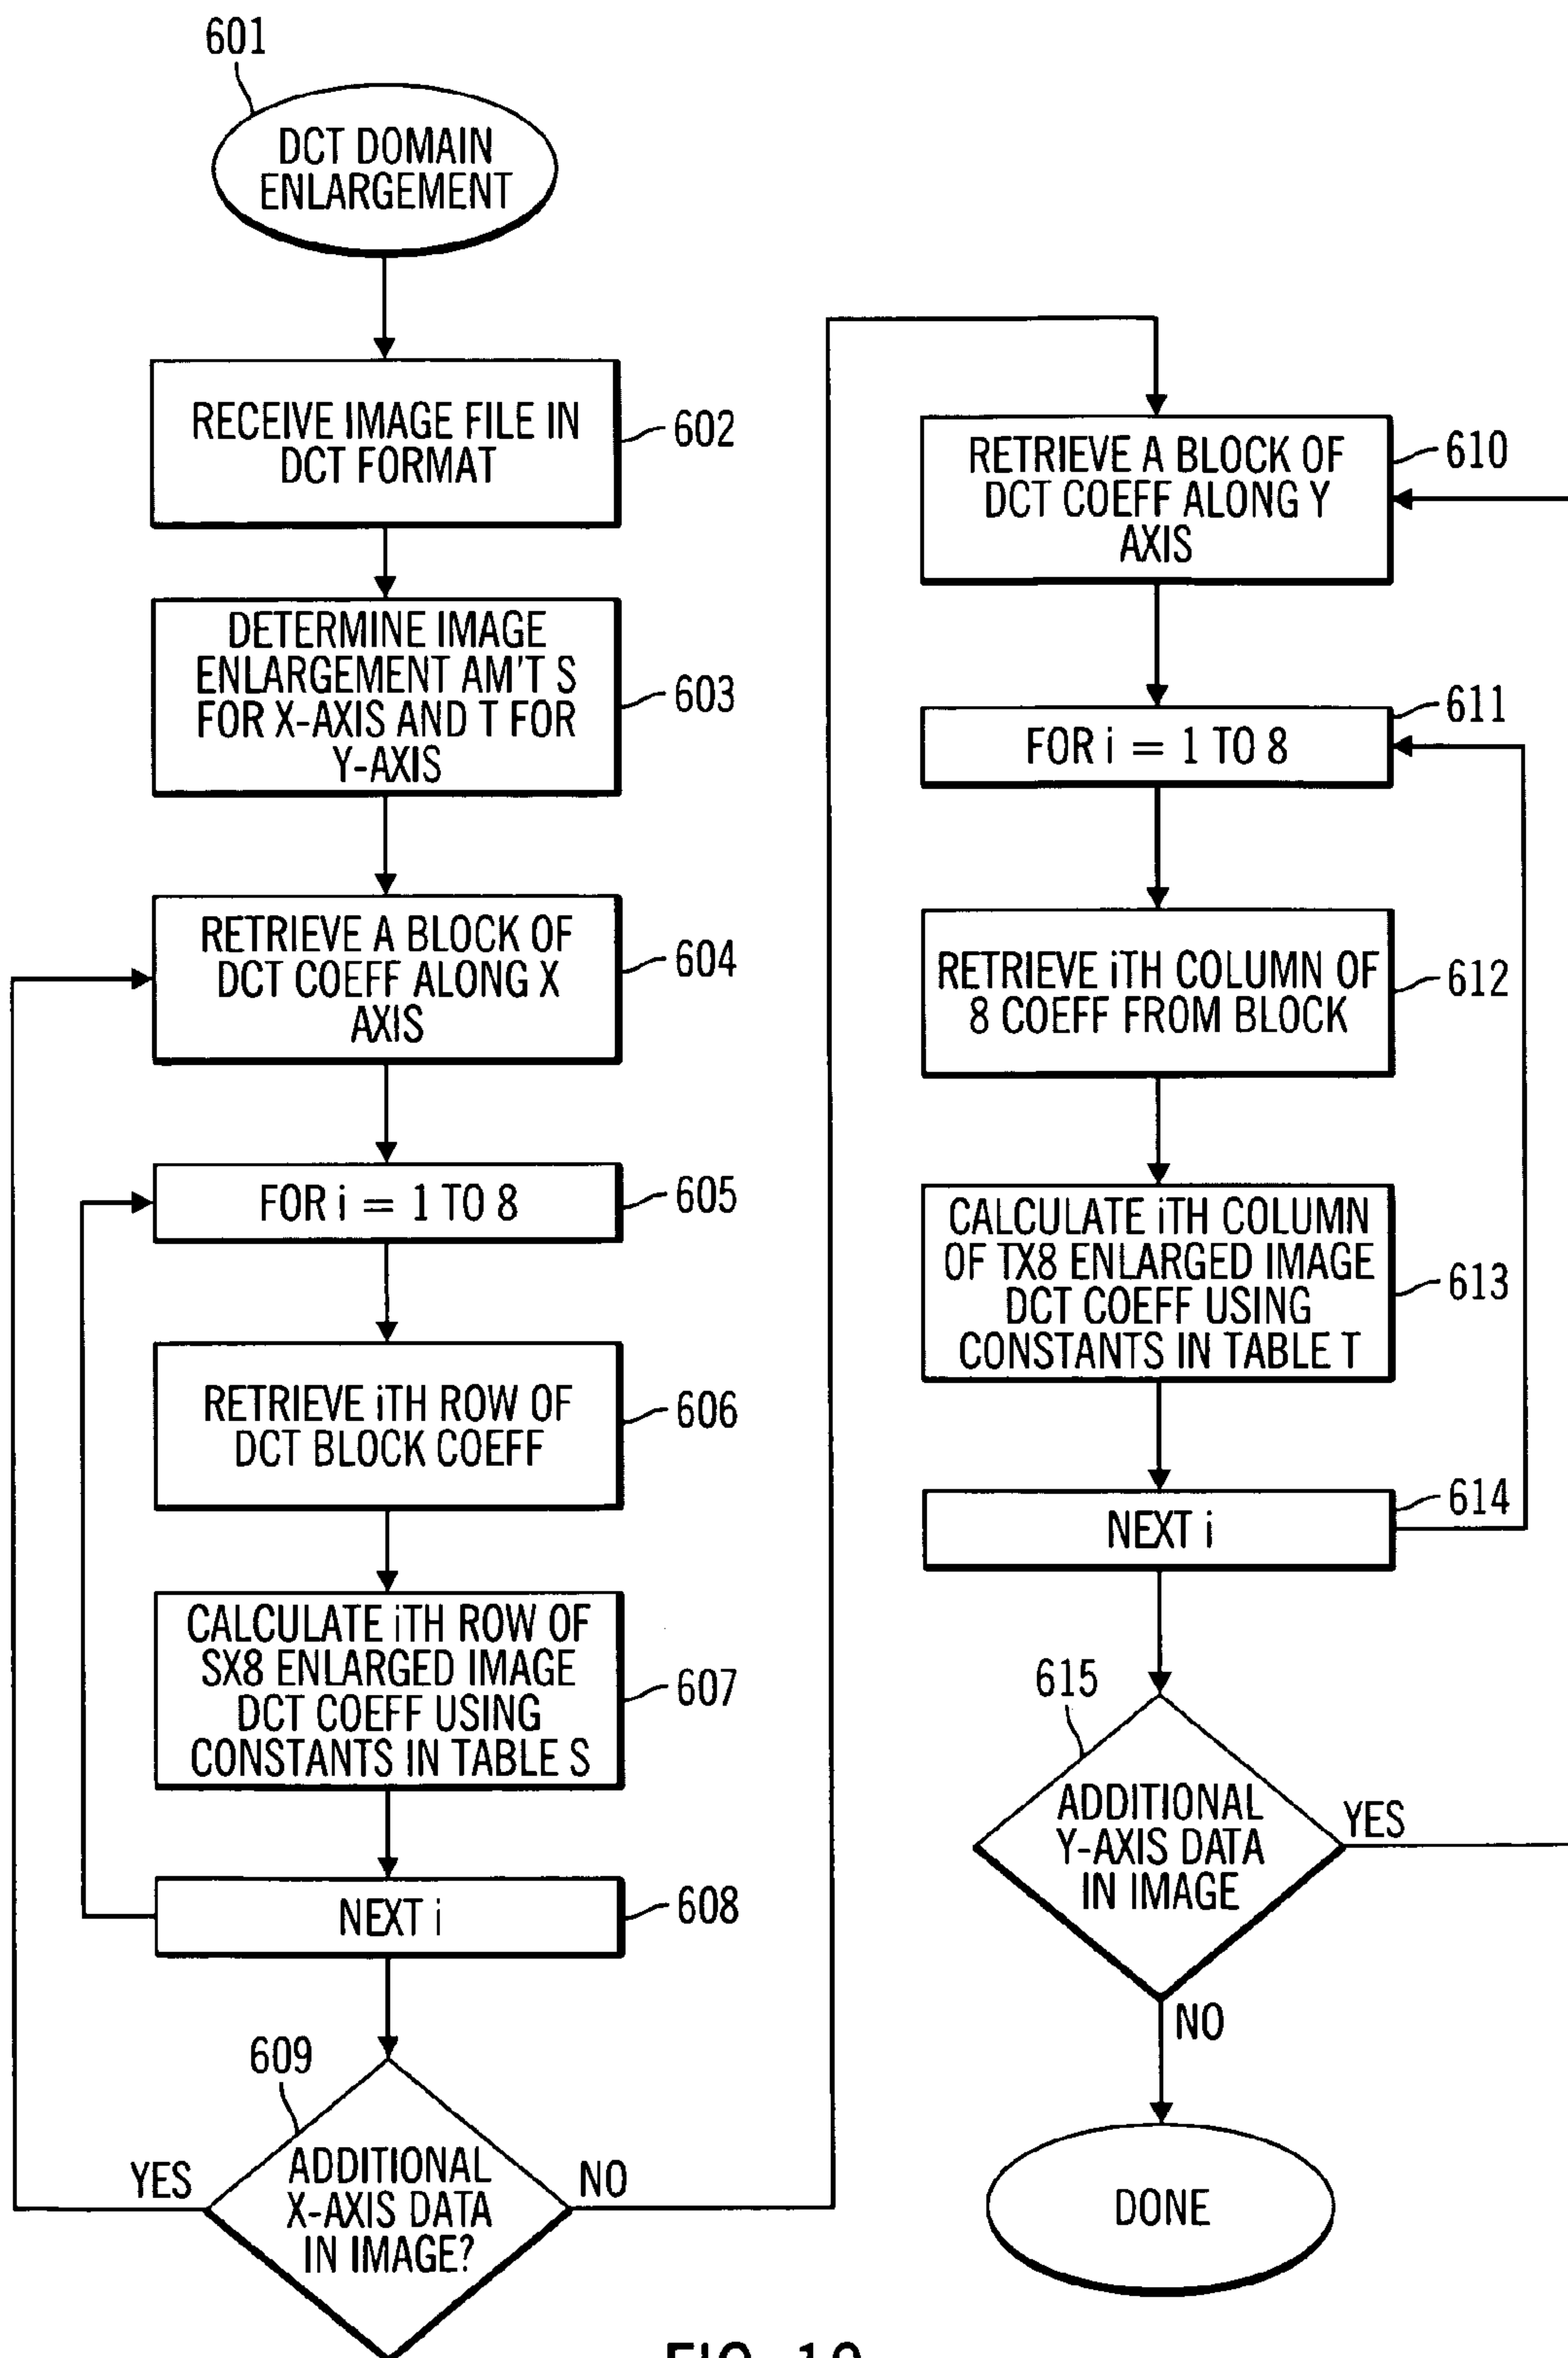 601
DCT DOMAIN
ENLARGEMENT
RECEIVE IMAGE FILE IN
DCT FORMAT
602
DETERMINE IMAGE
ENLARGEMENT AM'T S
FOR X-AXIS AND T FOR
Y-AXIS
603
RETRIEVE A BLOCK OF
DCT COEFF ALONG X
AXIS
604
FOR i = 1 TO 8
605
RETRIEVE iTH ROW OF
DCT BLOCK COEFF
606
CALCULATE iTH ROW OF
SX8 ENLARGED IMAGE
DCT COEFF USING
CONSTANTS IN TABLE S
607
NEXT i
608
609
ADDITIONAL
X-AXIS DATA
IN IMAGE?
YES
NO
RETRIEVE A BLOCK OF
DCT COEFF ALONG Y
AXIS
610
FOR i = 1 TO 8
611
RETRIEVE iTH COLUMN OF
8 COEFF FROM BLOCK
612
CALCULATE iTH COLUMN
OF TX8 ENLARGED IMAGE
DCT COEFF USING
CONSTANTS IN TABLE T
613
NEXT i
614
615
ADDITIONAL
Y-AXIS DATA
IN IMAGE
YES
NO
DONE